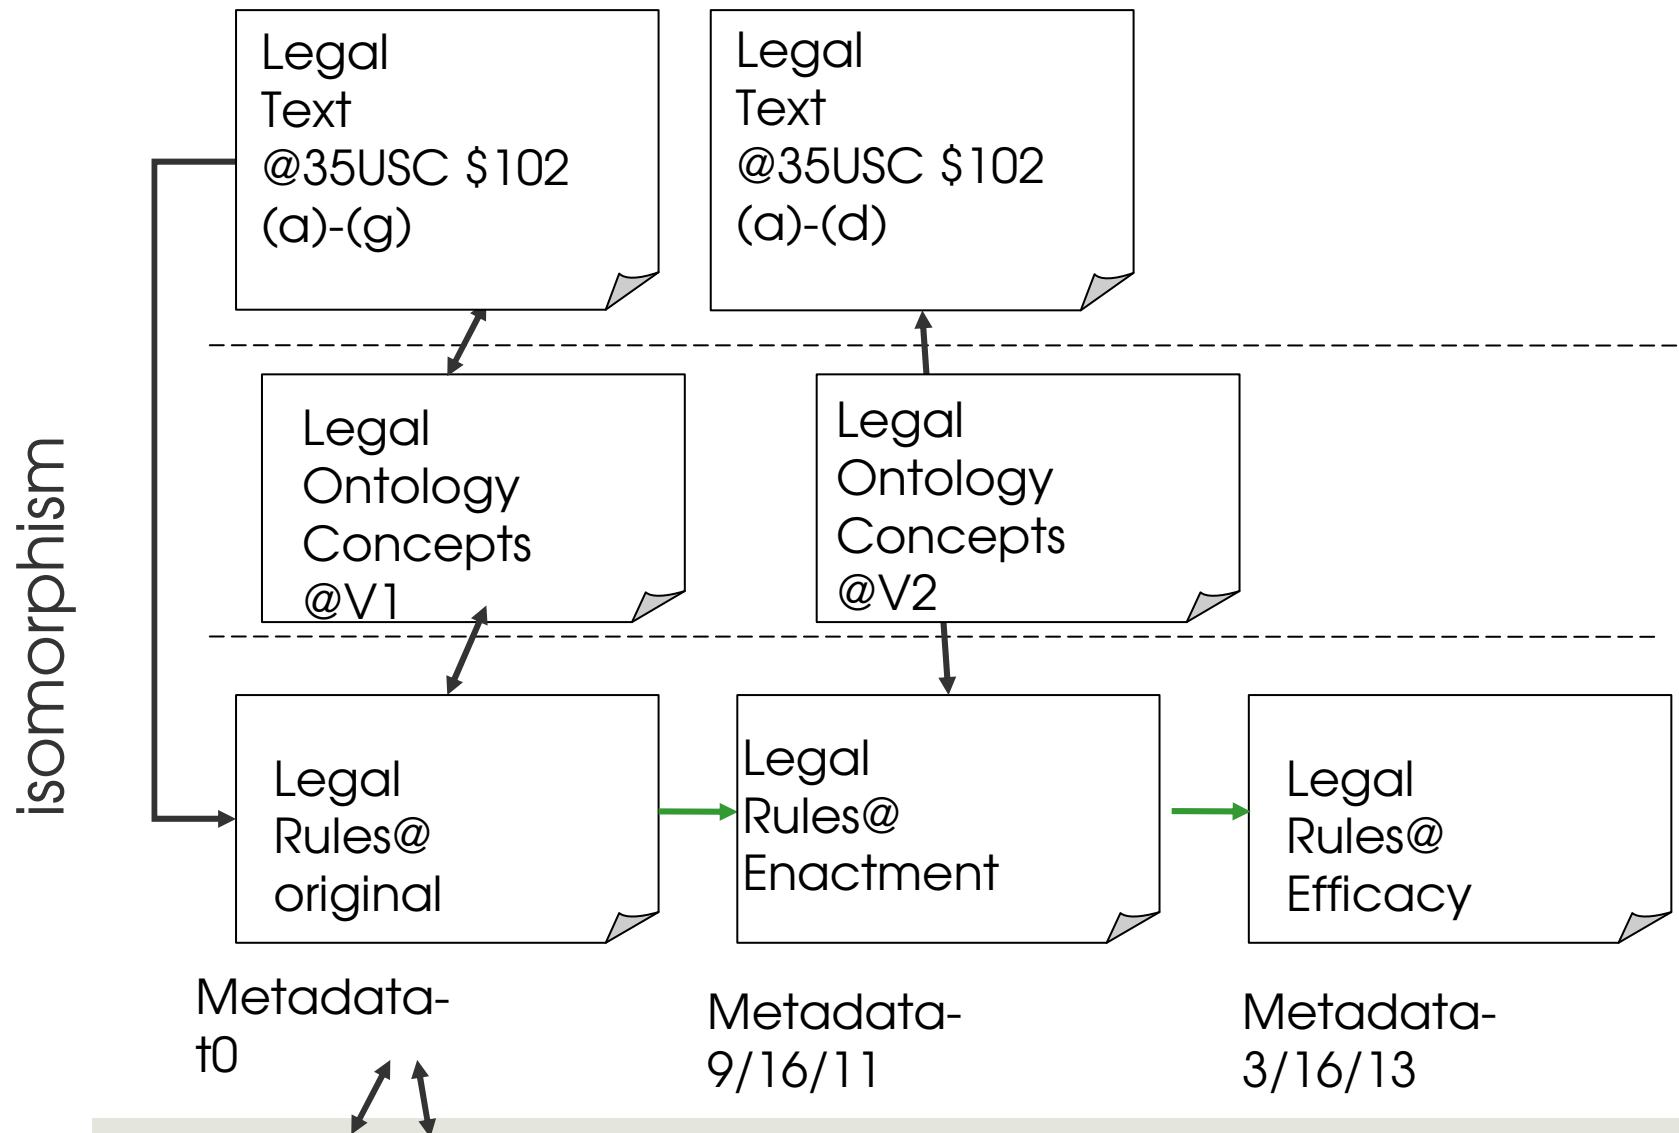 Legal
Text
@35USC $102
(a)-(g)
Legal
Text
@35USC $102
(a)-(d)
isomorphism
Legal
Ontology
Concepts
@V1
Legal
Ontology
Concepts
@V2
Legal
Rules@
original
Legal
Rules@
Enactment
Legal
Rules@
Efficacy
Metadata-
t0
Metadata-
9/16/11
Metadata-
3/16/13